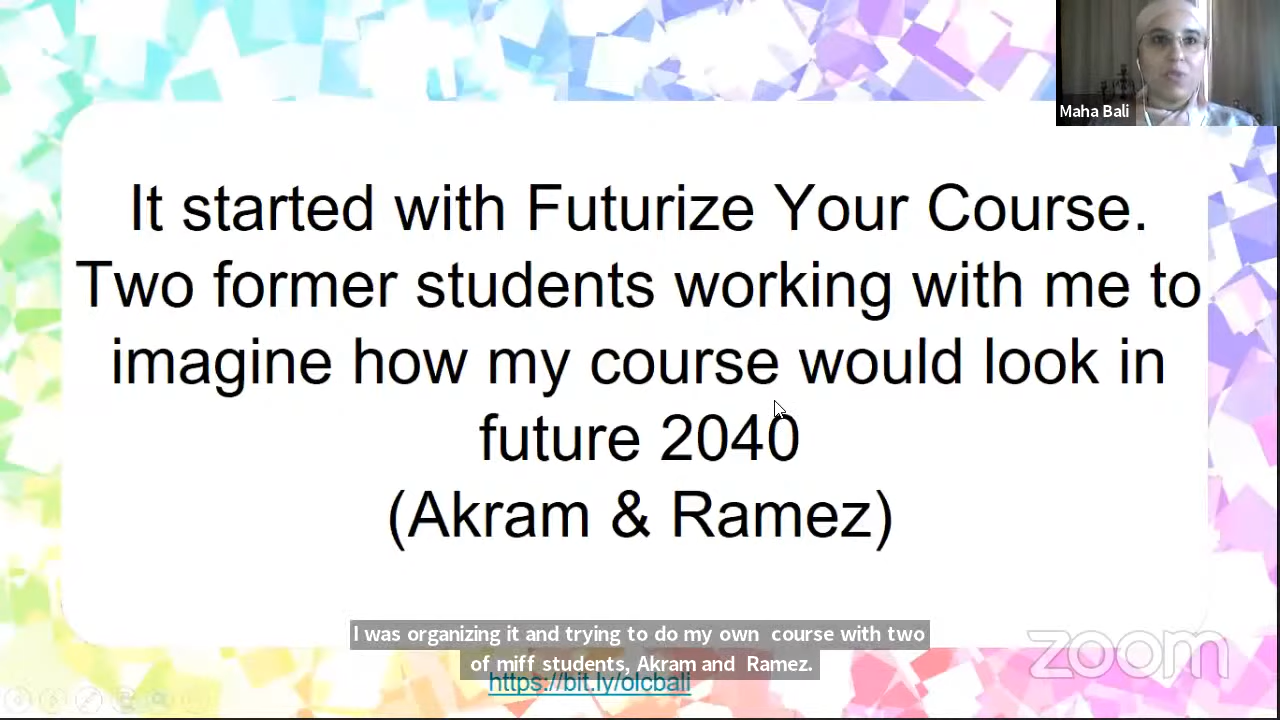 Maha Bali
It started with Futurize Your Course.
Two former students working with me to
imagine how my course would look in
future 2040
(Akram & Ramez)
I was organizing it and trying to do my own course with two
of miff students, Akram and Ramez.
https://bit.ly/olcbali
zoom